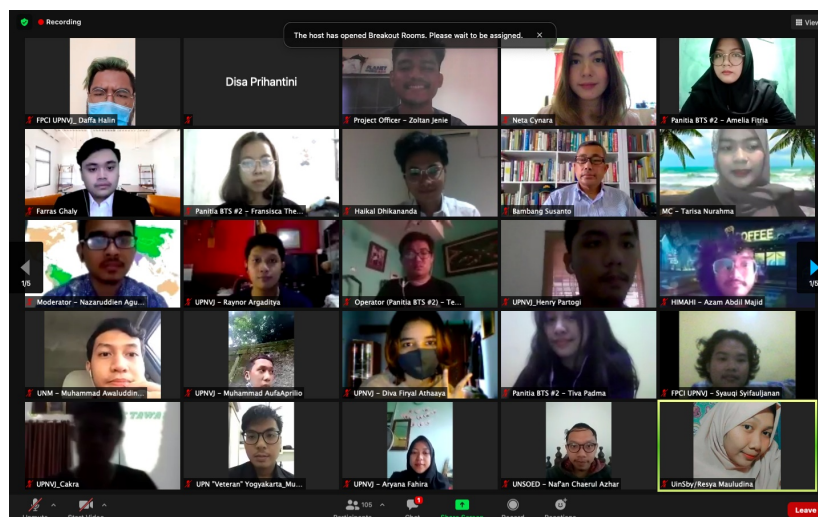 Recording
The host has opened Breakout Rooms. Please wait to be assigned.
View
FPCI UPNVJ_ Daffa Halin
Disa Prihantini
Project Officer – Zoltan Jenie
Neta Cynara
Panitia BTS #2 – Amelia Fitria
Farras Ghaly
Panitia BTS #2 – Fransisca The...
Haikal Dhikananda
Bambang Susanto
MC – Tarisa Nurahma
1/5
Moderator – Nazaruddien Agu...
UPNVJ – Raynor Argaditya
Operator (Panitia BTS #2) – Te...
UPNVJ_Henry Partogi
COFFEE
HIMAHI – Azam Abdil Majid
1/5
UNM – Muhammad Awaluddin...
UPNVJ – Muhammad AufaAprilio
UPNVJ – Diva Firyal Athaaya
Panitia BTS #2 – Tiva Padma
FPCI UPNVJ – Syauqi Syifauljanan
UPNVJ_Cakra
UPN "Veteran" Yogyakarta_Mu...
UPNVJ – Aryana Fahira
UNSOED – Naf'an Chaerul Azhar
UinSby/Resya Mauludina
105
1
Unmute
Start Video
Participants
Chat
Share Screen
Record
Reactions
Leave